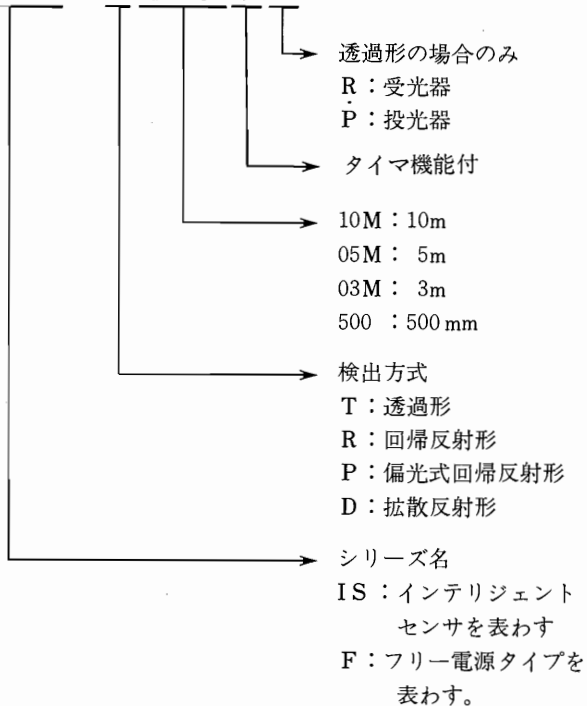 透過形の場合のみ
R：受光器
P：投光器
タイマ機能付
10M：10m
05M： 5m
03M： 3m
500 ：500mm
検出方式
T：透過形
R：回帰反射形
P：偏光式回帰反射形
D：拡散反射形
シリーズ名
IS：インテリジェント
センサを表わす
F：フリー電源タイプを
表わす。